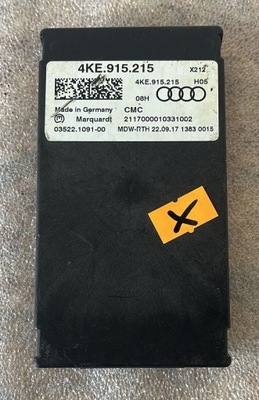 4KE.915.215 X212
4KE.915.215 H05
08H
Made in Germany CMC
Marquardt 2117000010331002
03522.1091-00 MDW-RTH 22.09.17 1383 0015
X